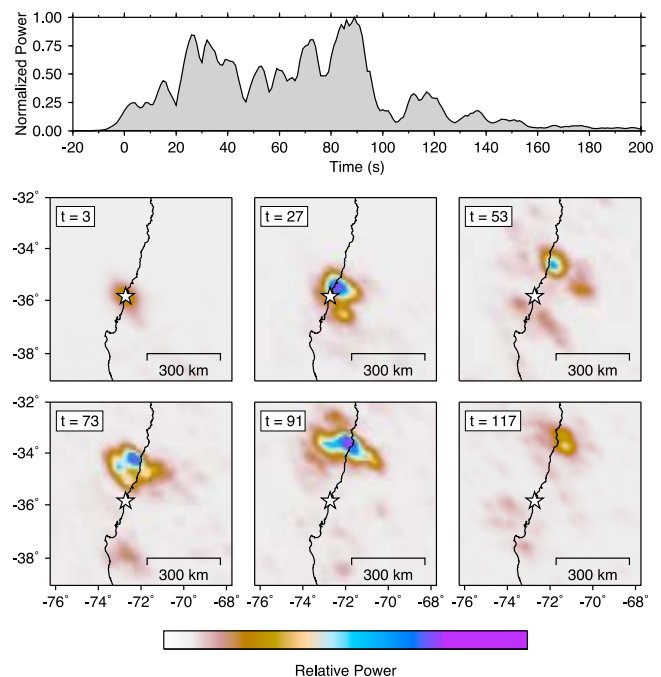 Normalized Power
1.00
0.75
0.50
0.25
0.00
-20 0 20 40 60 80 100 120 140 160 180 200
Time (s)
-32° -34° -36° -38°
t = 3
300 km
t = 27
300 km
t = 53
300 km
-32° -34° -36° -38°
t = 73
300 km
t = 91
300 km
t = 117
300 km
-76° -74° -72° -70° -68°
-76° -74° -72° -70° -68°
-76° -74° -72° -70° -68°
Relative Power